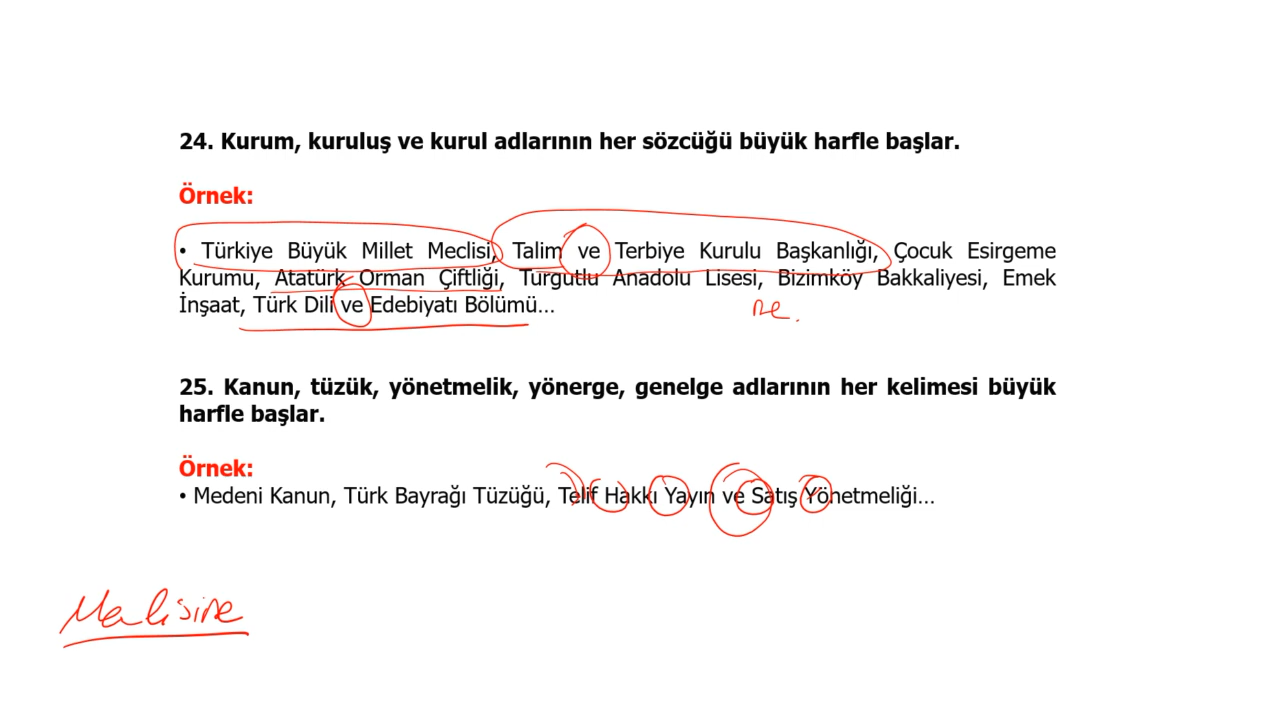 24. Kurum, kuruluş ve kurul adlarının her sözcüğü büyük harfle başlar.
Örnek:
• Türkiye Büyük Millet Meclisi, Talim ve Terbiye Kurulu Başkanlığı, Çocuk Esirgeme
Kurumu, Atatürk Orman Çiftliği, Turgutlu Anadolu Lisesi, Bizimköy Bakkaliyesi, Emek
İnşaat, Türk Dili ve Edebiyatı Bölümü...
ne
25. Kanun, tüzük, yönetmelik, yönerge, genelge adlarının her kelimesi büyük
harfle başlar.
Örnek:
• Medeni Kanun, Türk Bayrağı Tüzüğü, Telif Hakkı Yayın ve Satış Yönetmeliği...